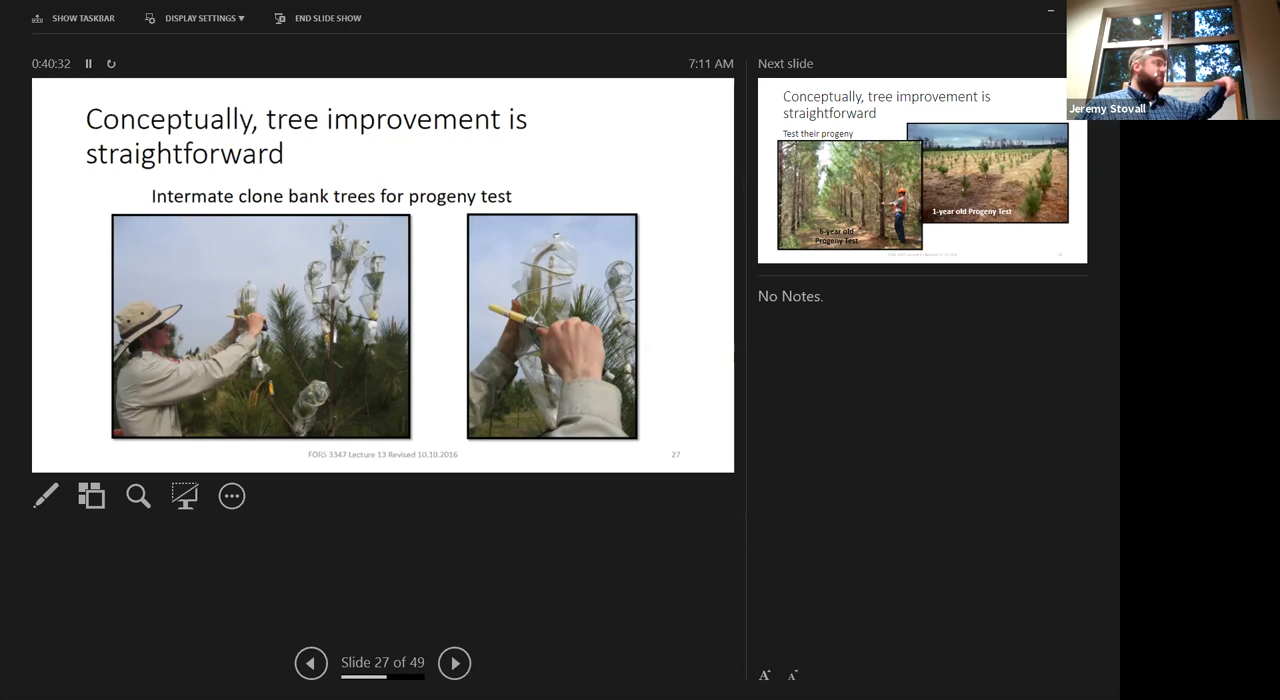 SHOW TASKBAR
DISPLAY SETTINGS ▼
END SLIDE SHOW
0:40:32
7:11 AM
Conceptually, tree improvement is
straightforward
Intermate clone bank trees for progeny test
FORS 3347 Lecture 13 Revised 10.10.2016
27
Next slide
Conceptually, tree improvement is
straightforward
Test their progeny
1-year old Progeny Test
6-year old
Progeny Test
Jeremy Stovall
No Notes.
Slide 27 of 49
A
A